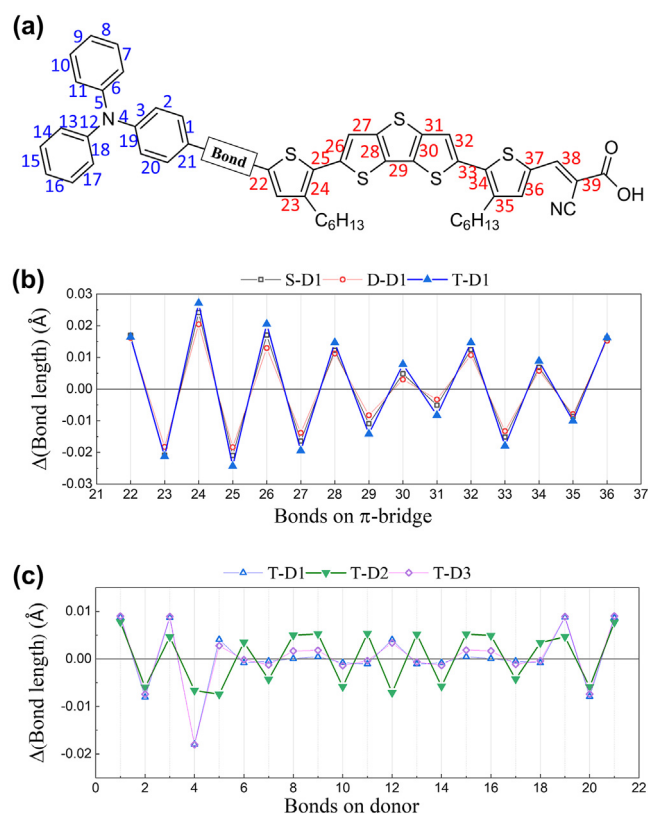 (a)
9 8
10 7
11 6
5
N
14 13 12 4 3 2
15 18 19 1
16 17 20 21
Bond
22 23 24 25 26 27 28 29 30 31 32 33 34 35 36 37 38 39
S S S S S
C6H13
C6H13
O
OH
NC
(b)
S-D1 D-D1 T-D1
Δ(Bond length) (Å)
0.03
0.02
0.01
0.00
-0.01
-0.02
-0.03
21 22 23 24 25 26 27 28 29 30 31 32 33 34 35 36 37
Bonds on π-bridge
(c)
T-D1 T-D2 T-D3
Δ(Bond length) (Å)
0.01
0.00
-0.01
-0.02
0 2 4 6 8 10 12 14 16 18 20 22
Bonds on donor